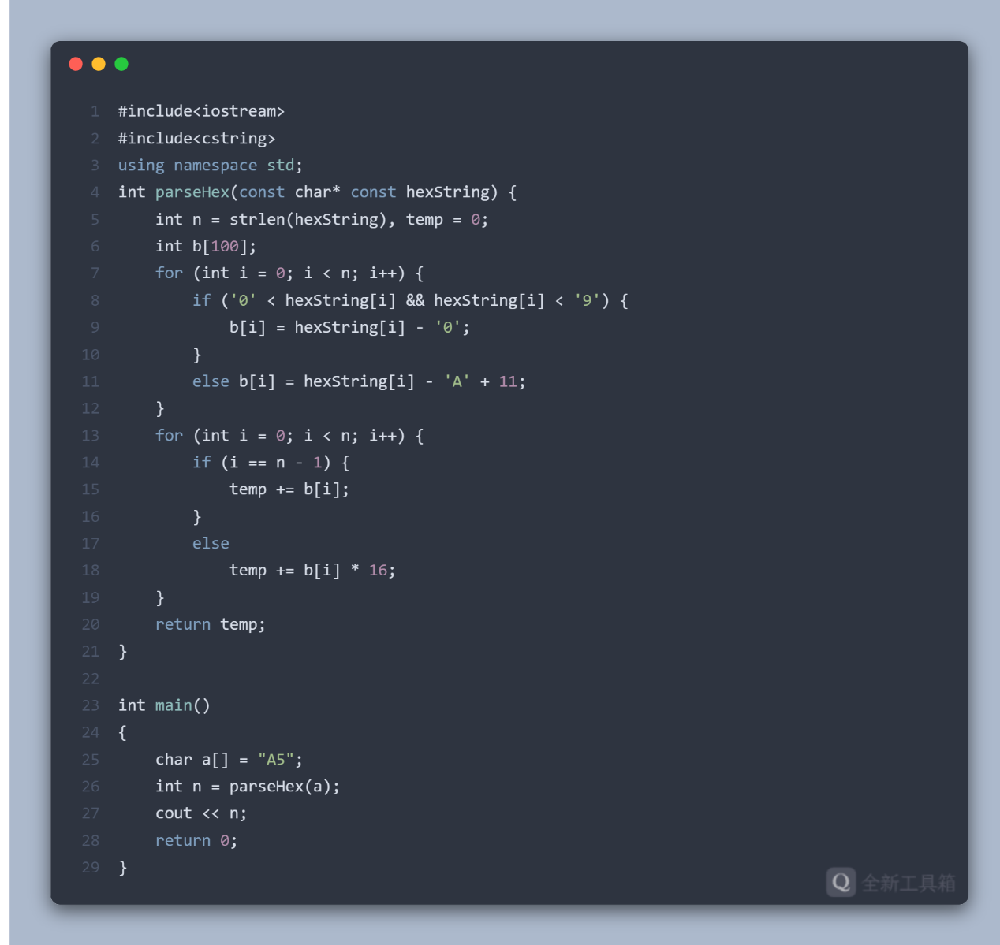 1 #include<iostream>
2 #include<cstring>
3 using namespace std;
4 int parseHex(const char* const hexString) {
5     int n = strlen(hexString), temp = 0;
6     int b[100];
7     for (int i = 0; i < n; i++) {
8         if ('0' < hexString[i] && hexString[i] < '9') {
9             b[i] = hexString[i] - '0';
10         }
11         else b[i] = hexString[i] - 'A' + 11;
12     }
13     for (int i = 0; i < n; i++) {
14         if (i == n - 1) {
15             temp += b[i];
16         }
17         else
18             temp += b[i] * 16;
19     }
20     return temp;
21 }
22
23 int main()
24 {
25     char a[] = "A5";
26     int n = parseHex(a);
27     cout << n;
28     return 0;
29 }
Q 全新工具箱